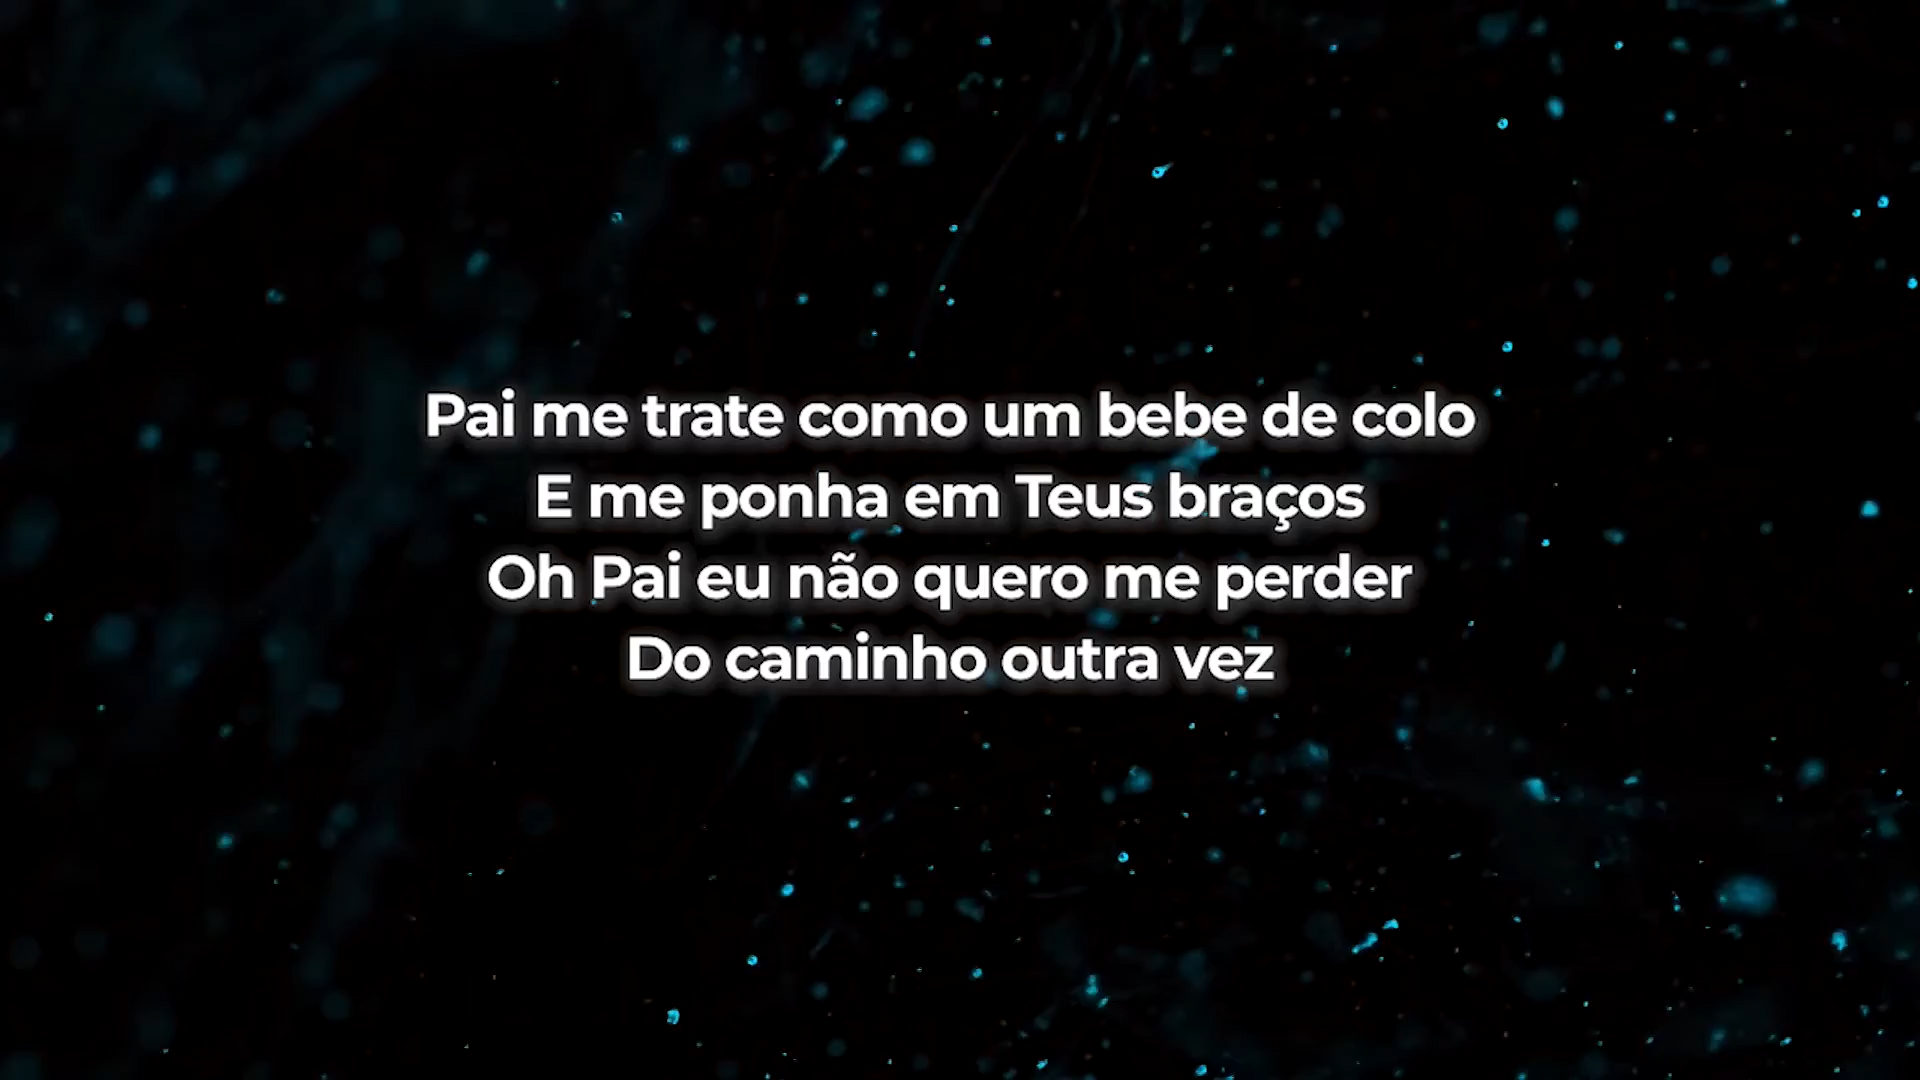 Pai me trate como um bebe de colo
E me ponha em Teus braços
Oh Pai eu não quero me perder
Do caminho outra vez